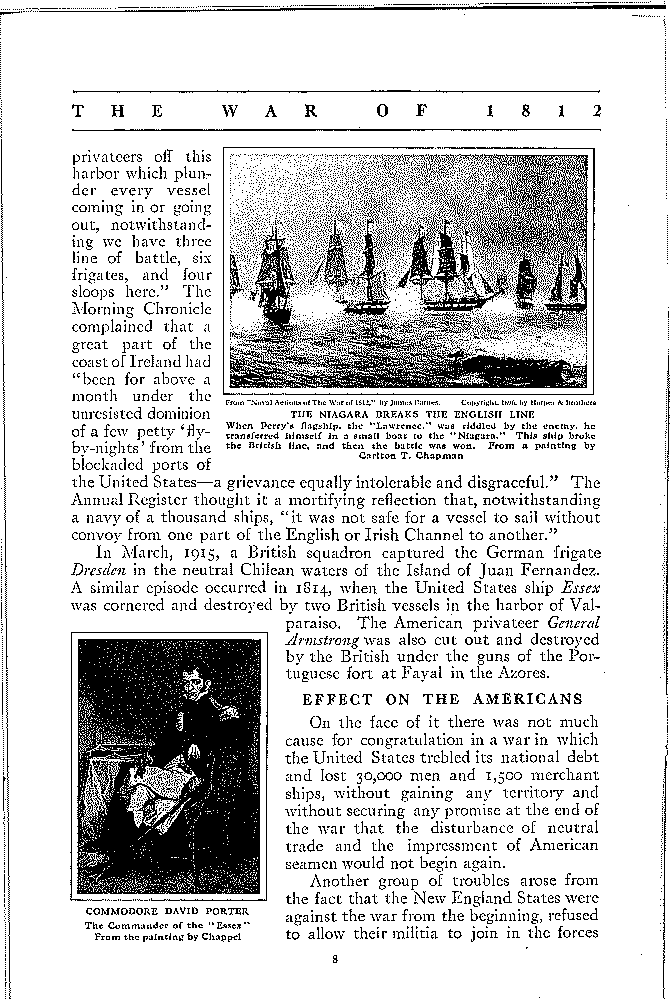 THE WAR OF 1812
privateers off this
harbor which plun-
der every vessel
coming in or going
out, notwithstand-
ing we have three
line of battle, six
frigates, and four
sloops here." The
Morning Chronicle
complained that a
great part of the
coast of Ireland had
"been for above a
month under the
unresisted dominion
of a few petty 'fly-
by-nights' from the
blockaded ports of
From "Naval Actions of The War of 1812," by James Barnes. Copyright, by Harper & Brothers
THE NIAGARA BREAKS THE ENGLISH LINE
When Perry's flagship, the "Lawrence," was riddled by the enemy, he
transferred himself in a small boat to the "Niagara." This ship broke
the British line, and then the battle was won. From a painting by
Carlton T. Chapman
the United States—a grievance equally intolerable and disgraceful." The
Annual Register thought it a mortifying reflection that, notwithstanding
a navy of a thousand ships, "it was not safe for a vessel to sail without
convoy from one part of the English or Irish Channel to another."
In March, 1915, a British squadron captured the German frigate
Dresden in the neutral Chilean waters of the Island of Juan Fernandez.
A similar episode occurred in 1814, when the United States ship Essex
was cornered and destroyed by two British vessels in the harbor of Val-
paraiso. The American privateer General
Armstrong was also cut out and destroyed
by the British under the guns of the Por-
tuguese fort at Fayal in the Azores.
EFFECT ON THE AMERICANS
On the face of it there was not much
cause for congratulation in a war in which
the United States trebled its national debt
and lost 30,000 men and 1,500 merchant
ships, without gaining any territory and
without securing any promise at the end of
the war that the disturbance of neutral
trade and the impressment of American
seamen would not begin again.
Another group of troubles arose from
the fact that the New England States were
against the war from the beginning, refused
to allow their militia to join in the forces
COMMODORE DAVID PORTER
The Commander of the "Essex"
From the painting by Chappel
8